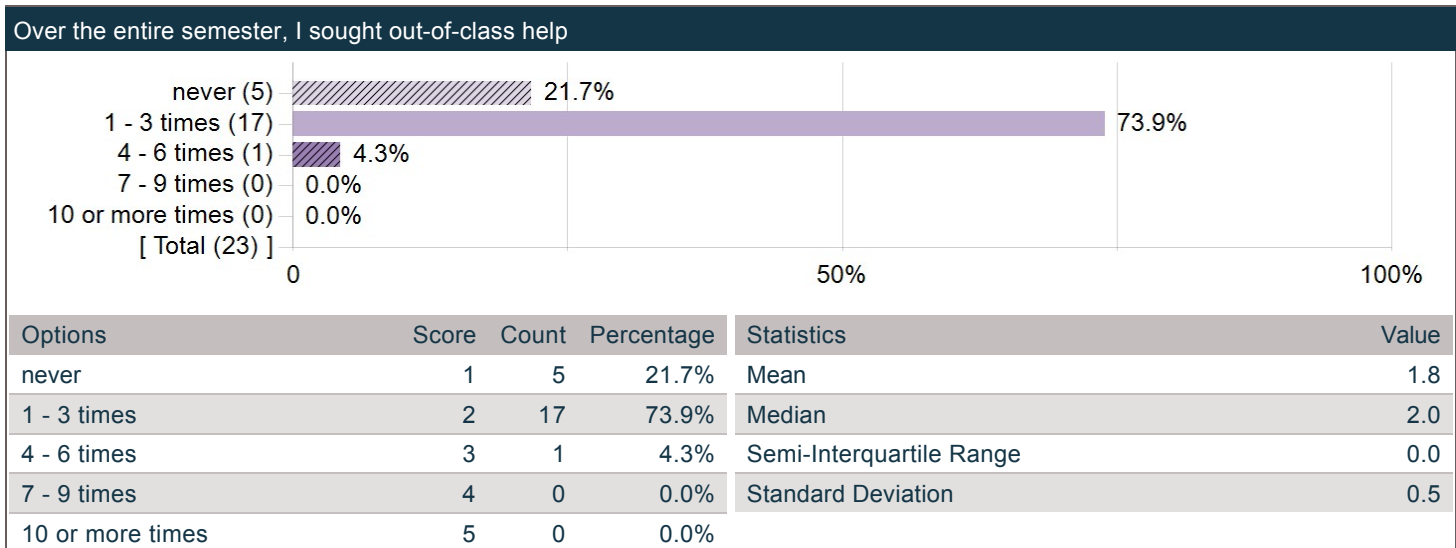 Over the entire semester, I sought out-of-class help
never (5) 21.7%
1 - 3 times (17) 73.9%
4 - 6 times (1) 4.3%
7 - 9 times (0) 0.0%
10 or more times (0) 0.0%
[ Total (23) ]
0 50% 100%
Options Score Count Percentage
never 1 5 21.7%
1 - 3 times 2 17 73.9%
4 - 6 times 3 1 4.3%
7 - 9 times 4 0 0.0%
10 or more times 5 0 0.0%
Statistics Value
Mean 1.8
Median 2.0
Semi-Interquartile Range 0.0
Standard Deviation 0.5